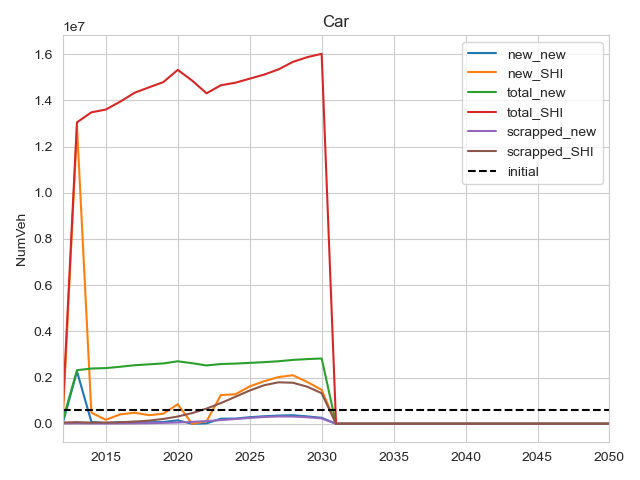 Car
1e7
new_new
new_SHI
total_new
total_SHI
scrapped_new
scrapped_SHI
initial
NumVeh
1.6
1.4
1.2
1.0
0.8
0.6
0.4
0.2
0.0
2015 2020 2025 2030 2035 2040 2045 2050